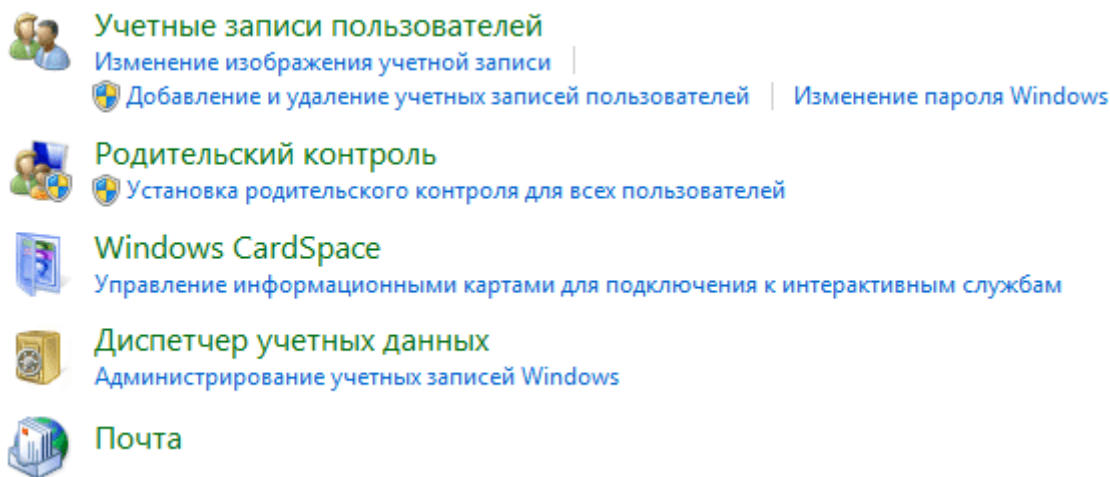 Учетные записи пользователей
Изменение изображения учетной записи
Добавление и удаление учетных записей пользователей Изменение пароля Windows
Родительский контроль
Установка родительского контроля для всех пользователей
Windows CardSpace
Управление информационными картами для подключения к интерактивным службам
Диспетчер учетных данных
Администрирование учетных записей Windows
Почта